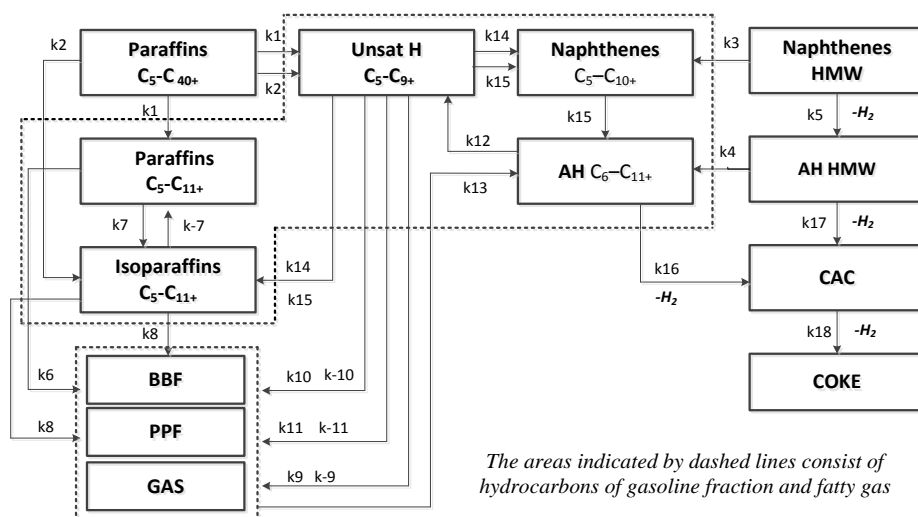 k2
Paraffins
C5-C 40+
k1
k2
Unsat H
C5-C9+
k14
k15
Naphthenes
C5–C10+
k3
Naphthenes
HMW
k1
k15
k5
-H2
Paraffins
C5-C11+
k12
k13
AH C6–C11+
k4
AH HMW
k7
k-7
k17
-H2
Isoparaffins
C5-C11+
k14
k15
k16
-H2
CAC
k8
k18
-H2
k6
BBF
k10
k-10
COKE
k8
PPF
k11
k-11
GAS
k9
k-9
The areas indicated by dashed lines consist of
hydrocarbons of gasoline fraction and fatty gas